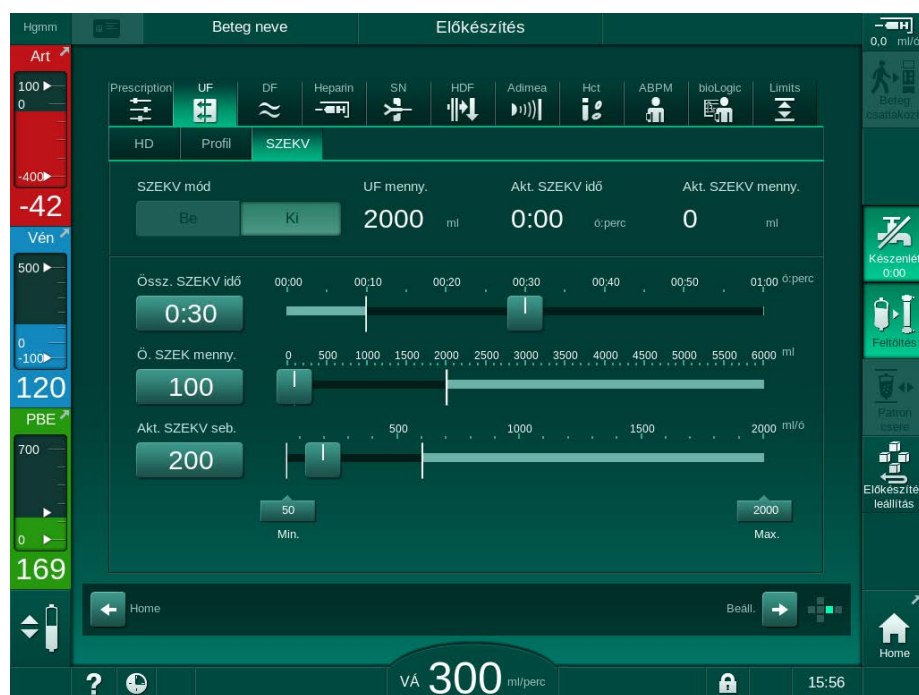 Hgmm
Beteg neve
Előkészítés
0,0 ml/ó
Art
100
0
-400
-42
Vén
500
0
-100
120
PBE
700
0
169
Prescription UF DF Heparin SN HDF Adimea Hct ABPM bioLogic Limits
HD Profil SZEKV
SZEKV mód UF menny. Akt. SZEKV idő Akt. SZEKV menny.
Be Ki 2000 ml 0:00 ó:perc 0 ml
Össz. SZEKV idő 00:00 00:10 00:20 00:30 00:40 00:50 01:00 ó:perc
0:30
Ö. SZEK menny. 0 500 1000 1500 2000 2500 3000 3500 4000 4500 5000 5500 6000 ml
100
Akt. SZEKV seb. 500 1000 1500 2000 ml/ó
200
50 2000
Min. Max.
Home Beáll.
Beteg
csatlakozt
Készenlét
0:00
Feltöltés
Patron
csere
Előkészíté
leállítás
Home
? VÁ 300 ml/perc 15:56